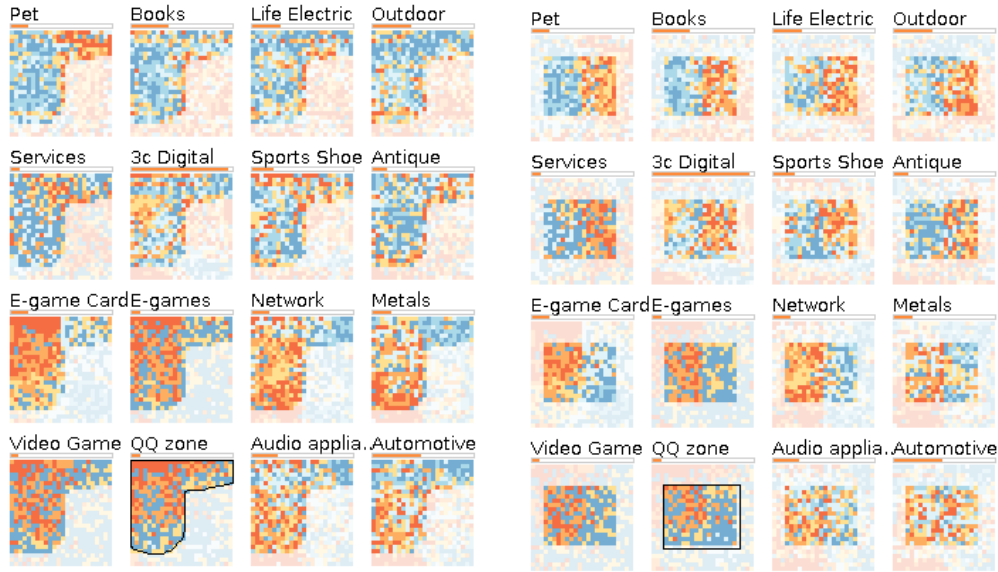 Pet Books Life Electric Outdoor
Services 3c Digital Sports Shoe Antique
E-game Card E-games Network Metals
Video Game QQ zone Audio applia.. Automotive
Pet Books Life Electric Outdoor
Services 3c Digital Sports Shoe Antique
E-game Card E-games Network Metals
Video Game QQ zone Audio applia.. Automotive